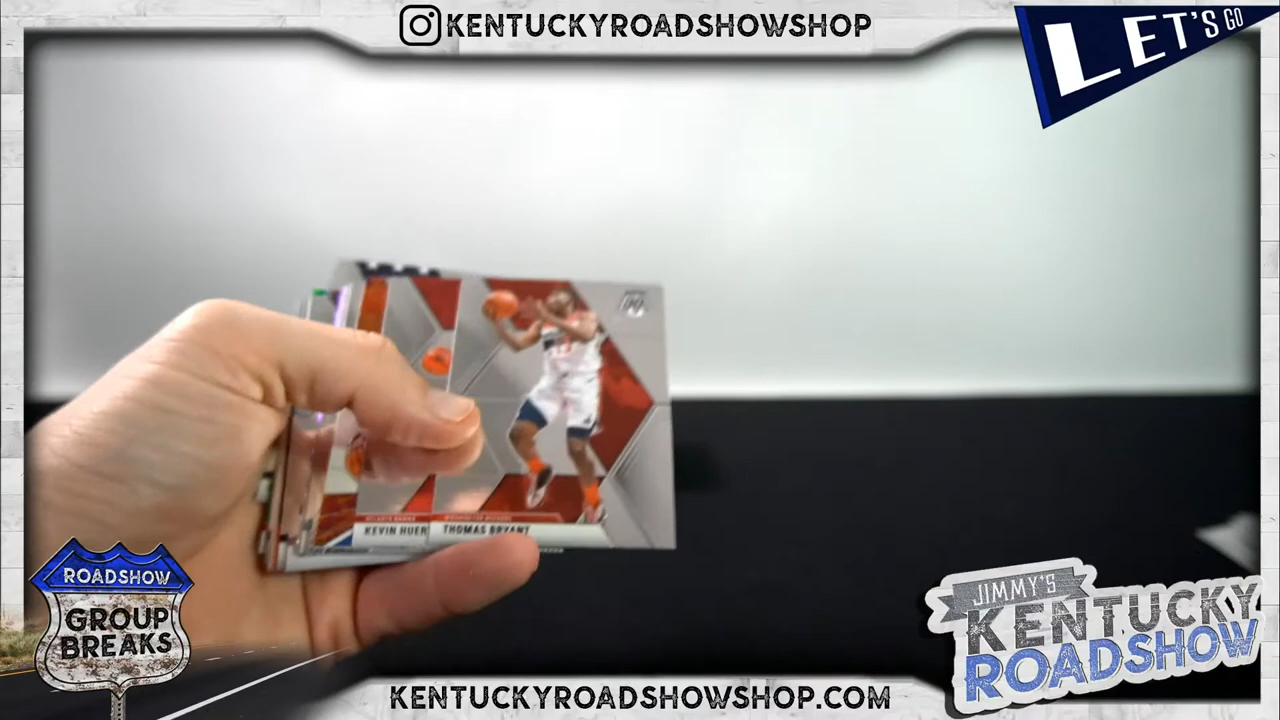 KENTUCKYROADSHOWSHOP
LET'S GO
KEVIN HUER
THOMAS BRYANT
ROADSHOW
GROUP
BREAKS
JIMMY'S
KENTUCKY
ROADSHOW
KENTUCKYROADSHOWSHOP.COM